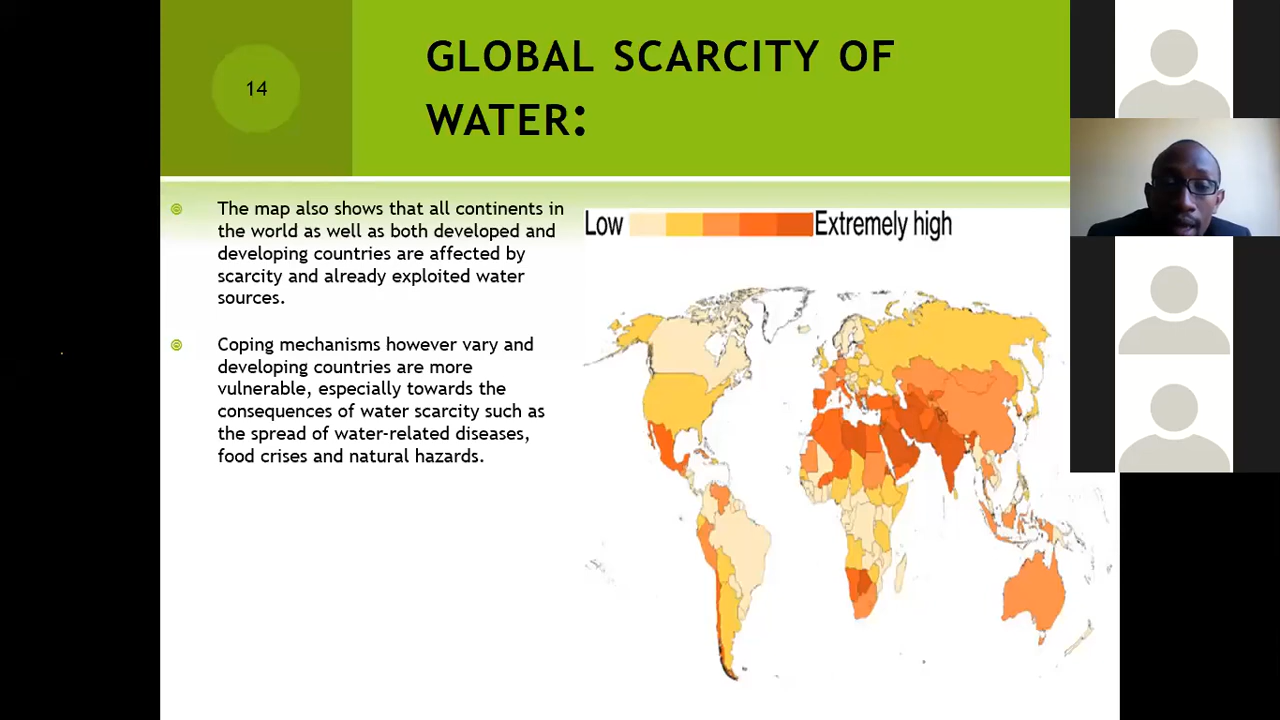 14
GLOBAL SCARCITY OF
WATER:
The map also shows that all continents in
the world as well as both developed and
developing countries are affected by
scarcity and already exploited water
sources.
Coping mechanisms however vary and
developing countries are more
vulnerable, especially towards the
consequences of water scarcity such as
the spread of water-related diseases,
food crises and natural hazards.
Low Extremely high